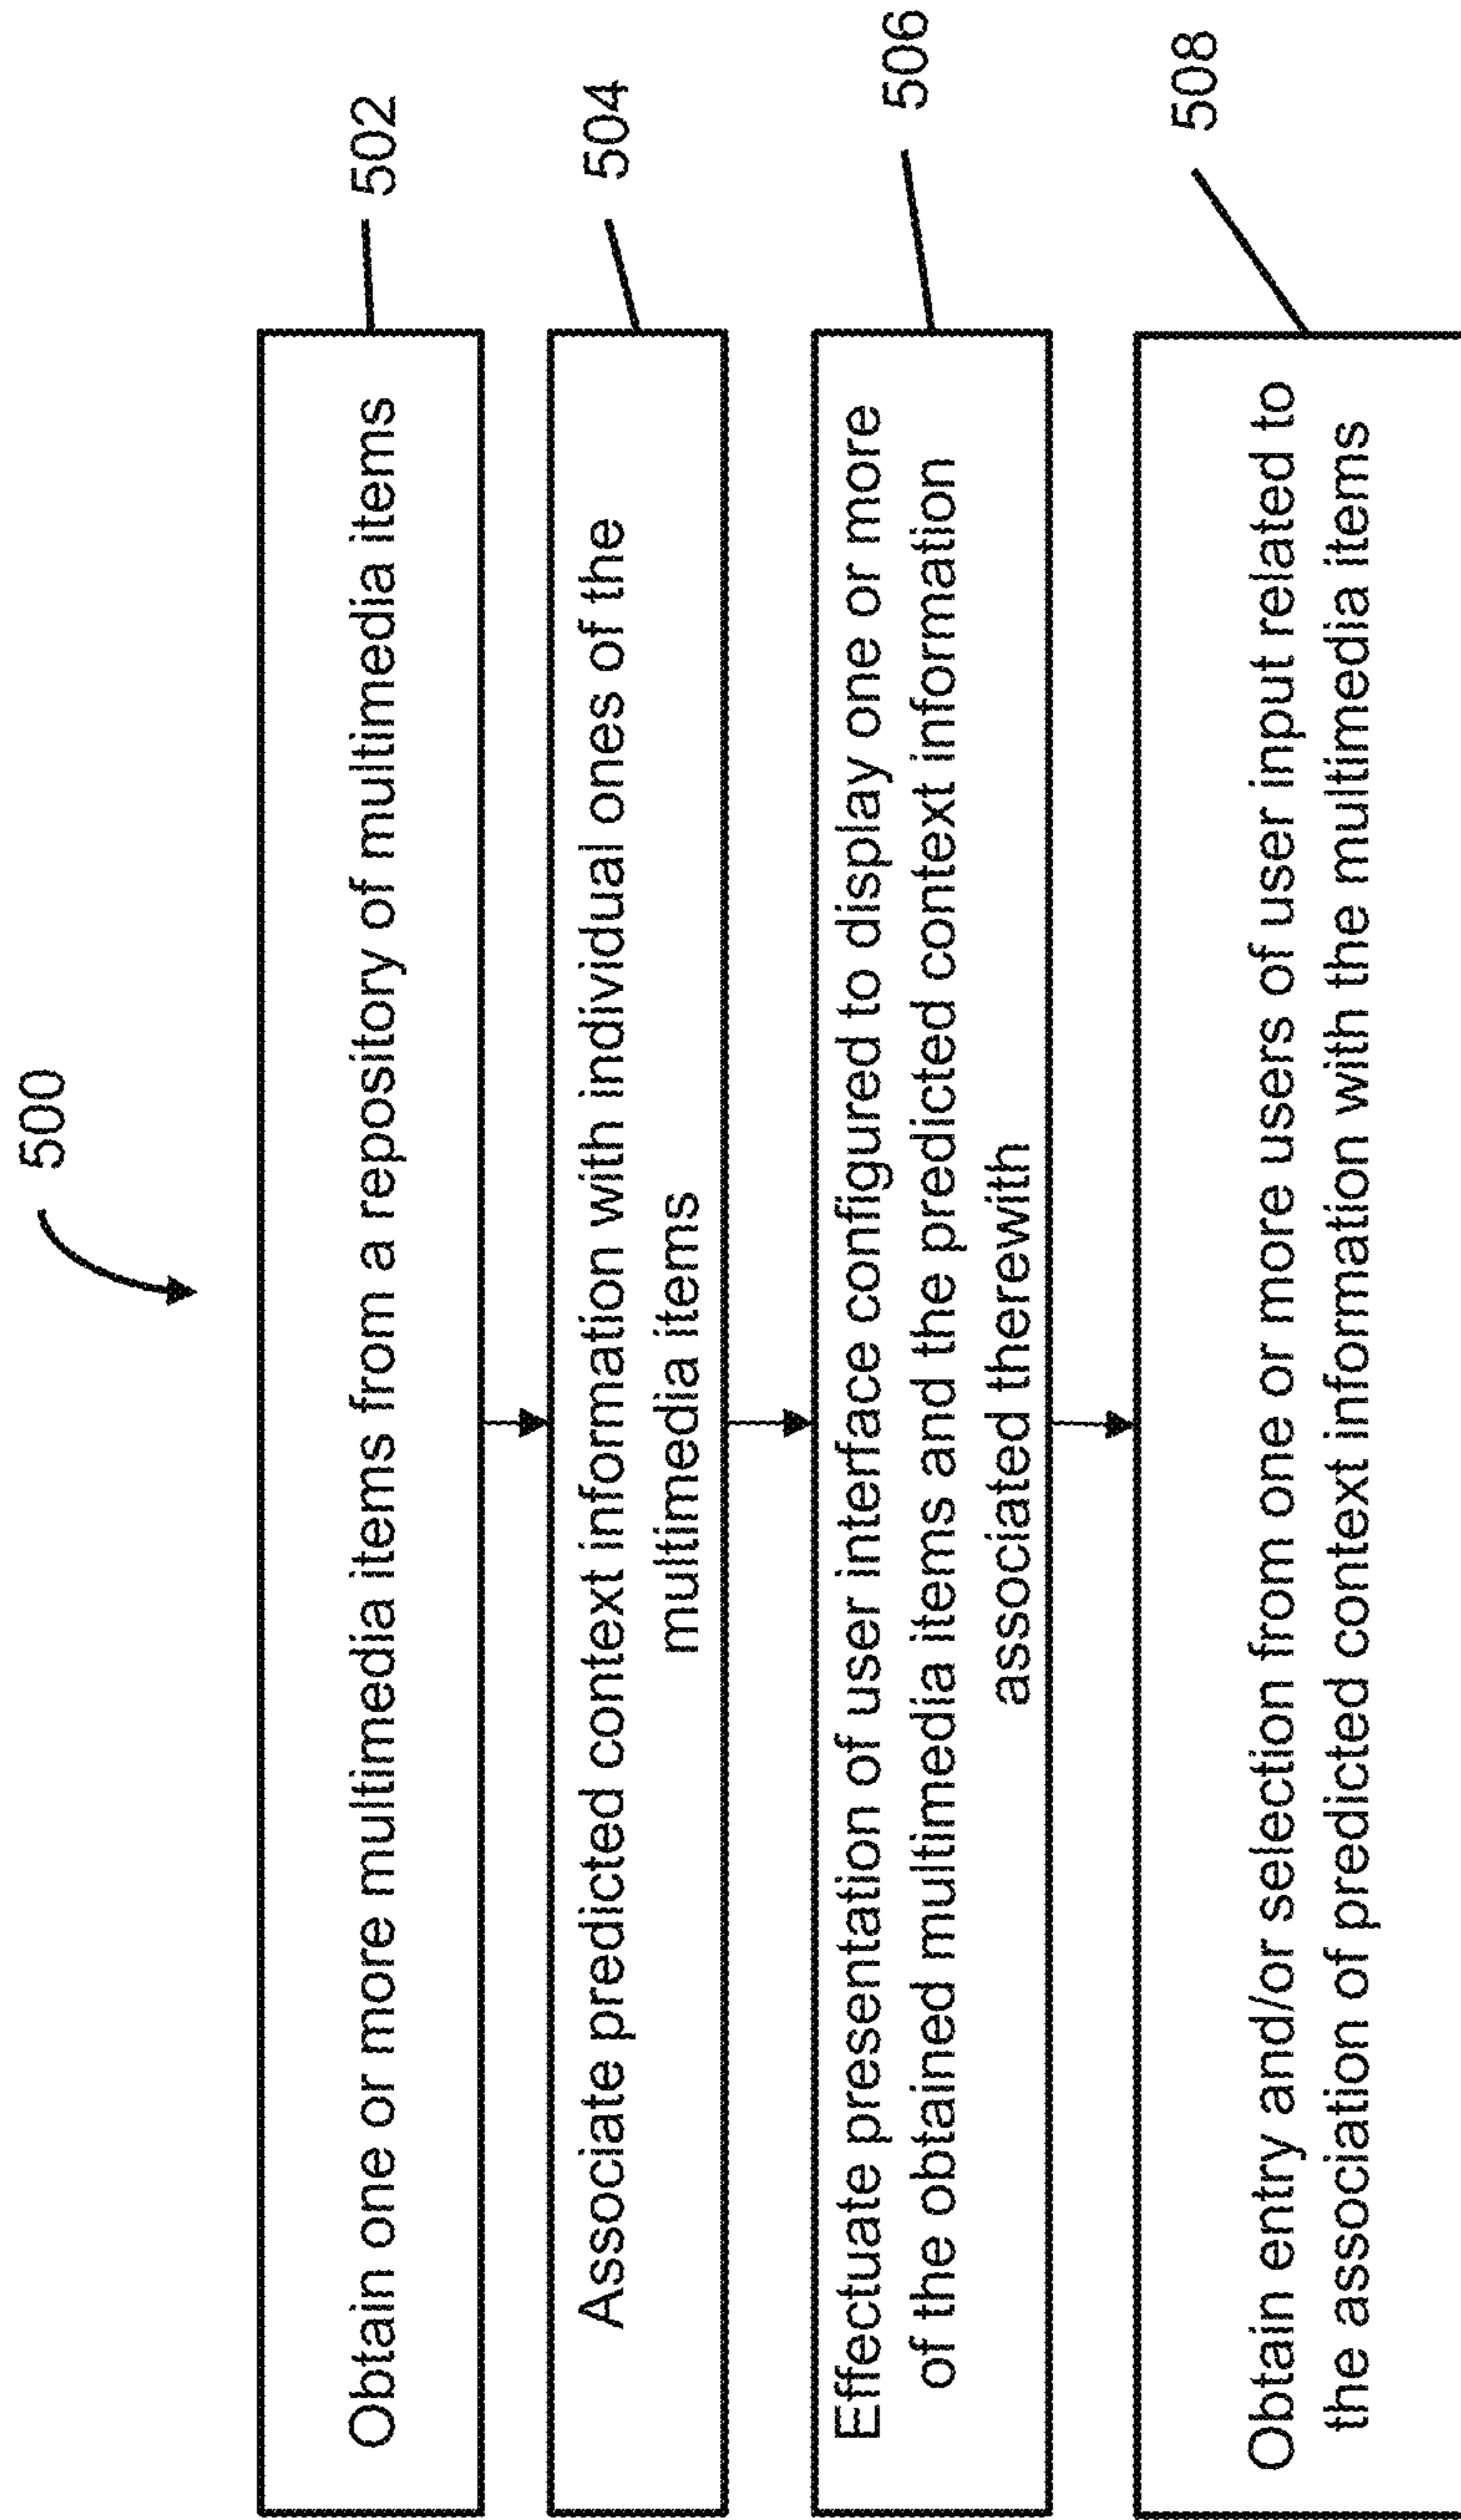 500
Obtain one or more multimedia items from a repository of multimedia items
502
Associate predicted context information with individual ones of the
multimedia items
504
Effectuate presentation of user interface configured to display one or more
of the obtained multimedia items and the predicted context information
associated therewith
506
Obtain entry and/or selection from one or more users of user input related to
the association of predicted context information with the multimedia items
508